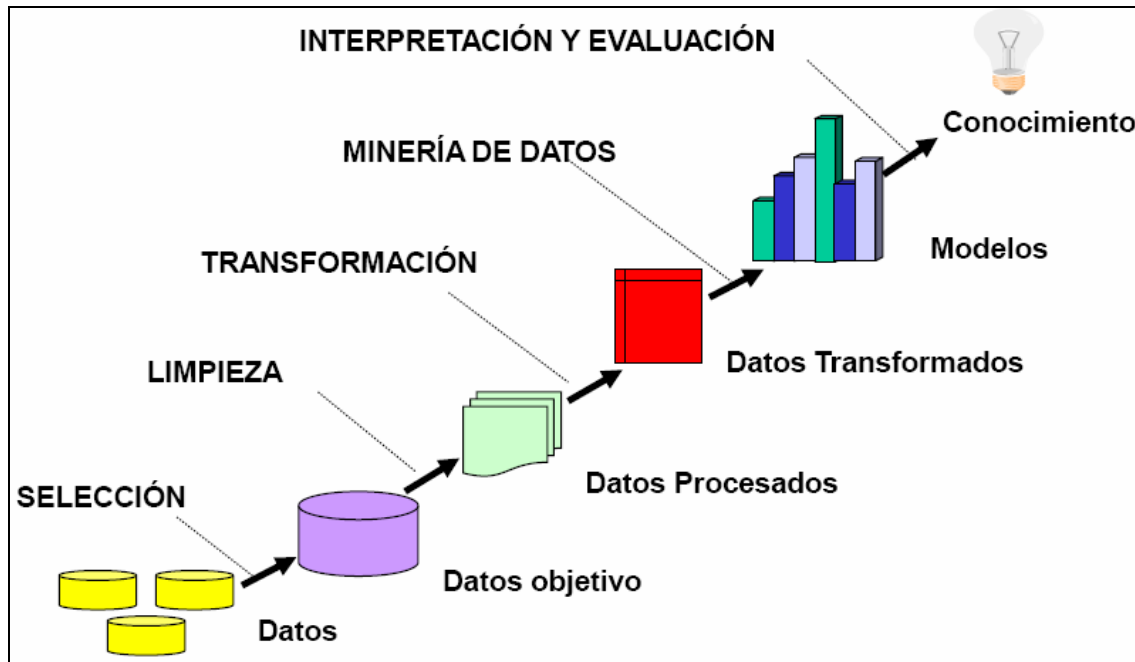 INTERPRETACIÓN Y EVALUACIÓN
Conocimiento
MINERÍA DE DATOS
Modelos
TRANSFORMACIÓN
Datos Transformados
LIMPIEZA
Datos Procesados
SELECCIÓN
Datos objetivo
Datos